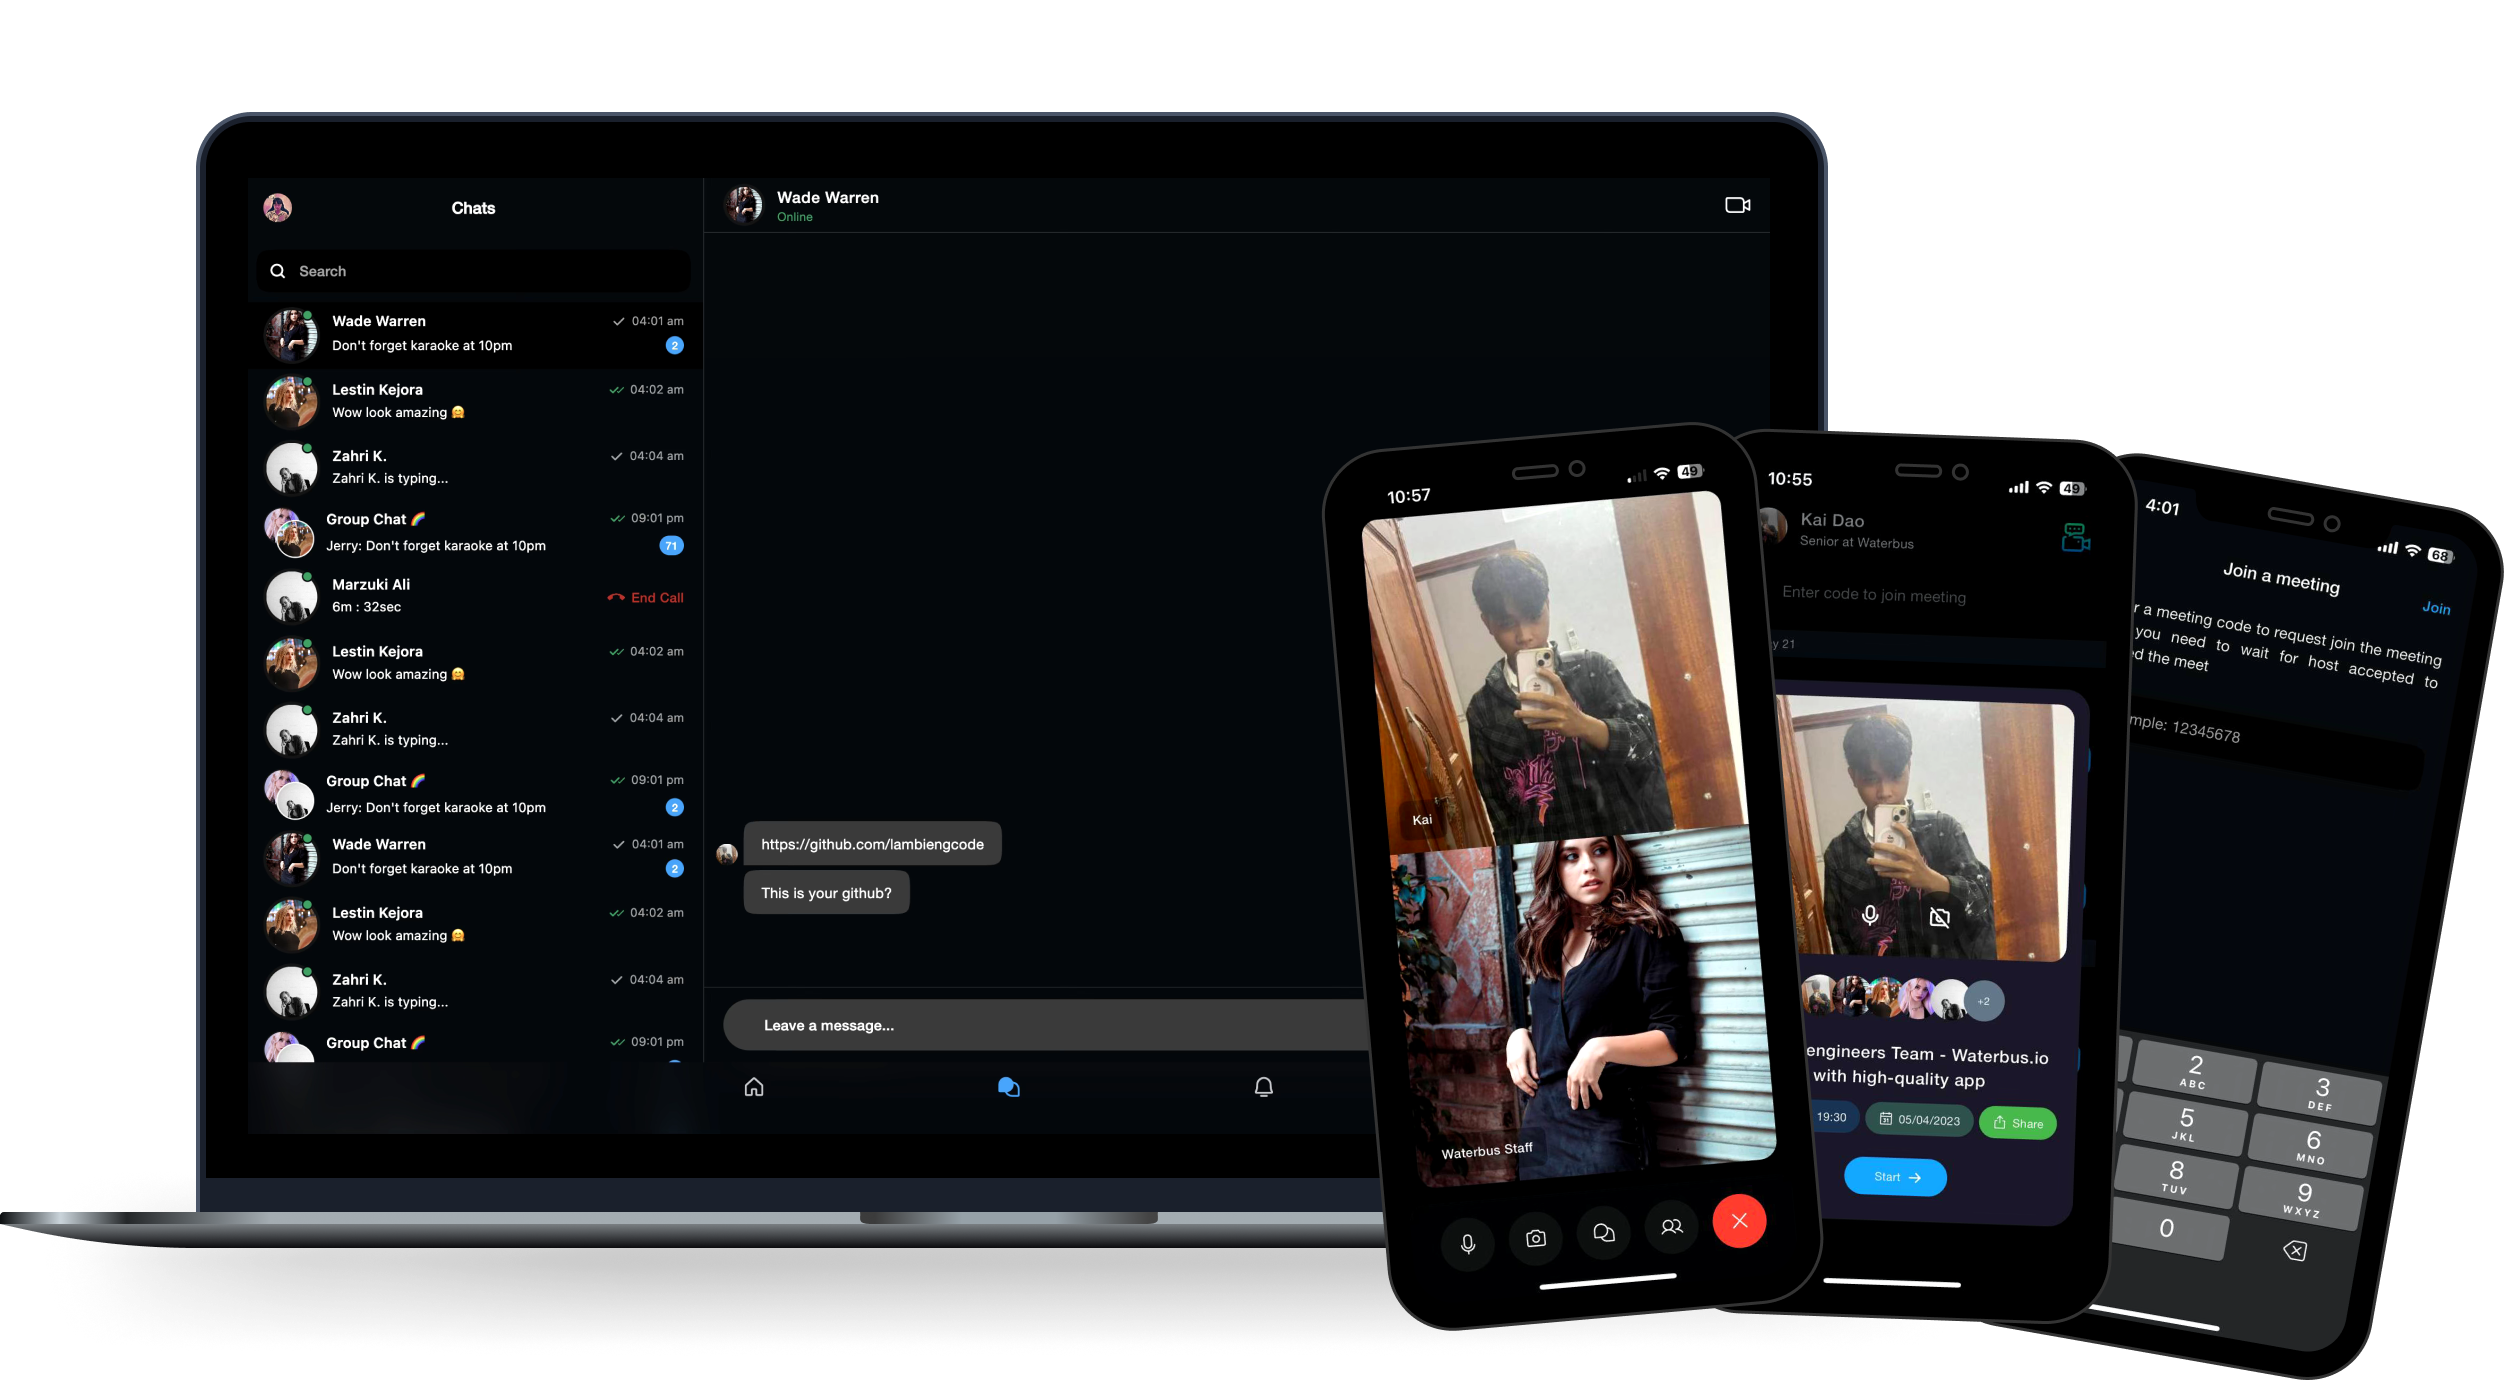 Chats
Search
Wade Warren
04:01 am
Don't forget karaoke at 10pm
2
Lestin Kejora
04:02 am
Wow look amazing 🤗
Zahri K.
04:04 am
Zahri K. is typing...
Group Chat 🌈
09:01 pm
Jerry: Don't forget karaoke at 10pm
71
Marzuki Ali
6m : 32sec
End Call
Lestin Kejora
04:02 am
Wow look amazing 🤗
Zahri K.
04:04 am
Zahri K. is typing...
Group Chat 🌈
09:01 pm
Jerry: Don't forget karaoke at 10pm
2
Wade Warren
04:01 am
Don't forget karaoke at 10pm
2
Lestin Kejora
04:02 am
Wow look amazing 🤗
Zahri K.
04:04 am
Zahri K. is typing...
Group Chat 🌈
09:01 pm
Wade Warren
Online
https://github.com/lambiengcode
This is your github?
Leave a message...
10:57
49
Kai
Waterbus Staff
10:55
49
Kai Dao
Senior at Waterbus
Enter code to join meeting
y 21
+2
engineers Team - Waterbus.io
with high-quality app
19:30
05/04/2023
Share
Start
4:01
68
Join a meeting
Join
r a meeting code to request join the meeting
you need to wait for host accepted to
d the meet
mple: 12345678
2
ABC
3
DEF
5
JKL
6
MNO
8
TUV
9
WXYZ
0